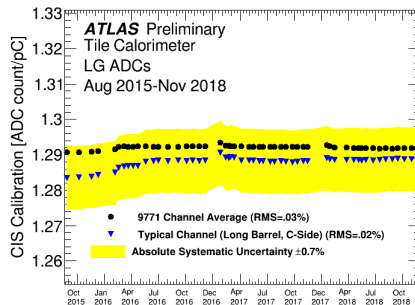 1.33
1.32
1.31
1.3
1.29
1.28
1.27
1.26
CIS Calibration [ADC count/pC]
ATLAS Preliminary
Tile Calorimeter
LG ADCs
Aug 2015-Nov 2018
9771 Channel Average (RMS=.03%)
Typical Channel (Long Barrel, C-Side) (RMS=.02%)
Absolute Systematic Uncertainty ±0.7%
Oct Jan Apr Jul Oct Dec Apr Jul Oct Dec Apr Jul Oct
2015 2016 2016 2016 2016 2016 2017 2017 2017 2017 2018 2018 2018